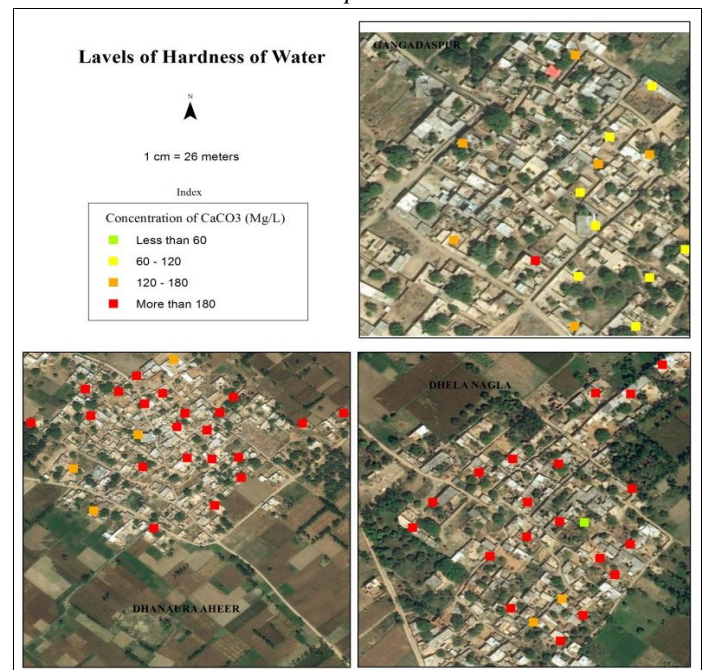 GANGADASPUR
Lavels of Hardness of Water
N
1 cm = 26 meters
Index
Concentration of CaCO3 (Mg/L)
Less than 60
60 - 120
120 - 180
More than 180
DHELA NAGLA
DHANAURA AHEER